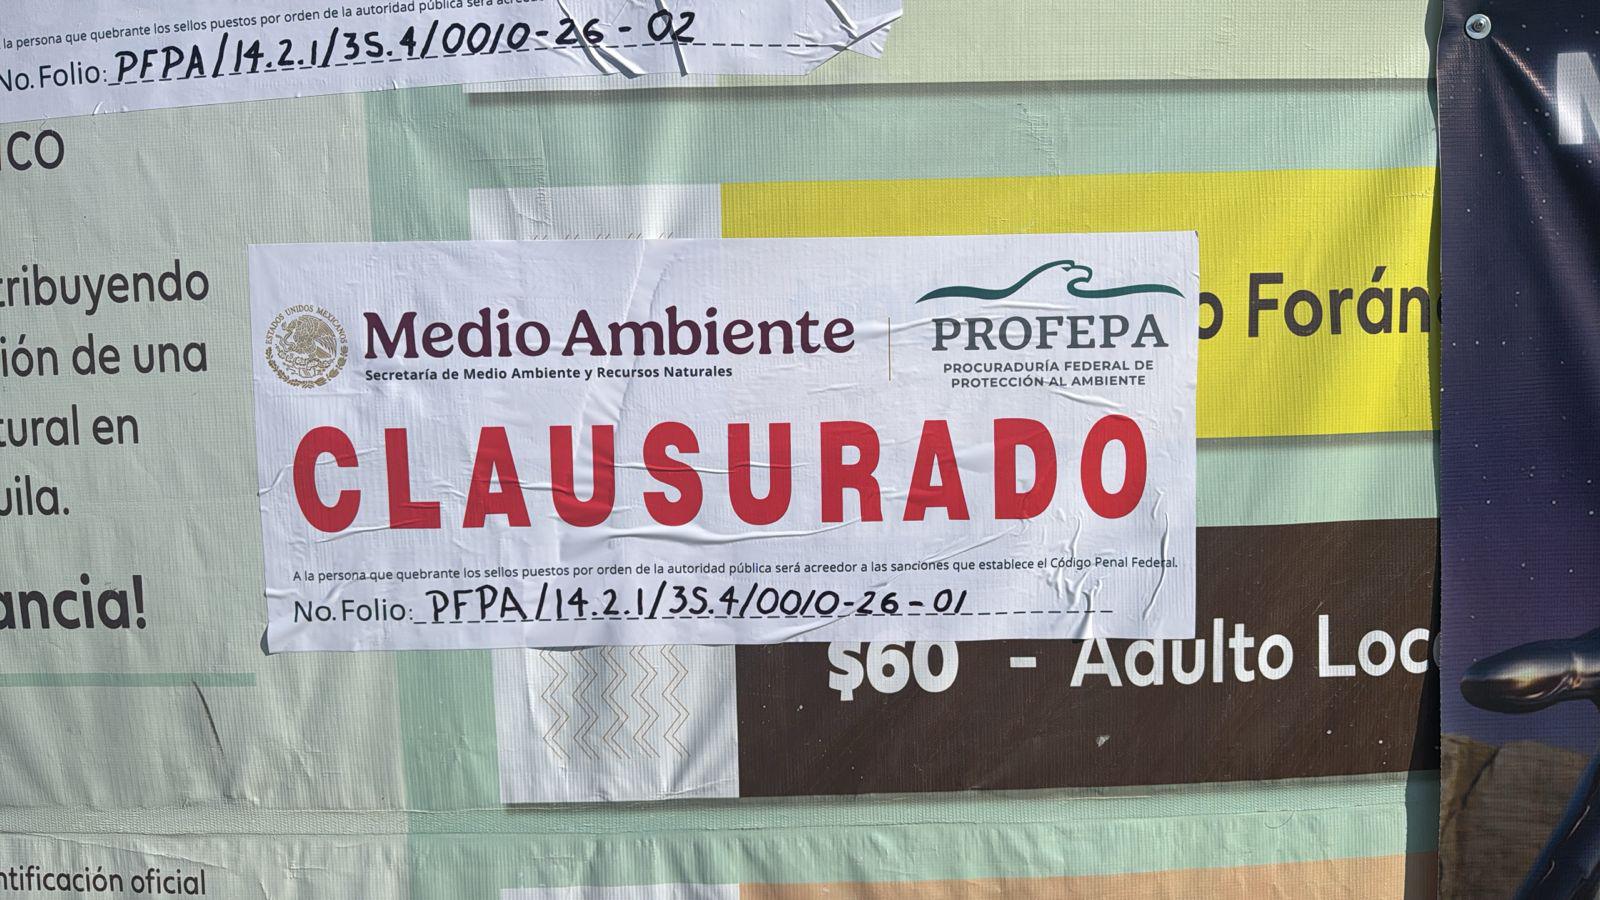 la persona que quebrante los sellos puestos por orden de la autoridad pública será
No. Folio: PFPA/14.2.1/3S.4/0010-26-02
ICO
tribuyendo
ión de una
tural en
uila.
ancia!
ntificación oficial
ESTADOS UNIDOS MEXICANOS
Medio Ambiente
Secretaría de Medio Ambiente y Recursos Naturales
PROFEPA
PROCURADURÍA FEDERAL DE
PROTECCIÓN AL AMBIENTE
CLAUSURADO
A la persona que quebrante los sellos puestos por orden de la autoridad pública será acreedor a las sanciones que establece el Código Penal Federal.
No. Folio: PFPA/14.2.1/3S.4/0010-26-01
o Forán
$60 - Adulto Loc